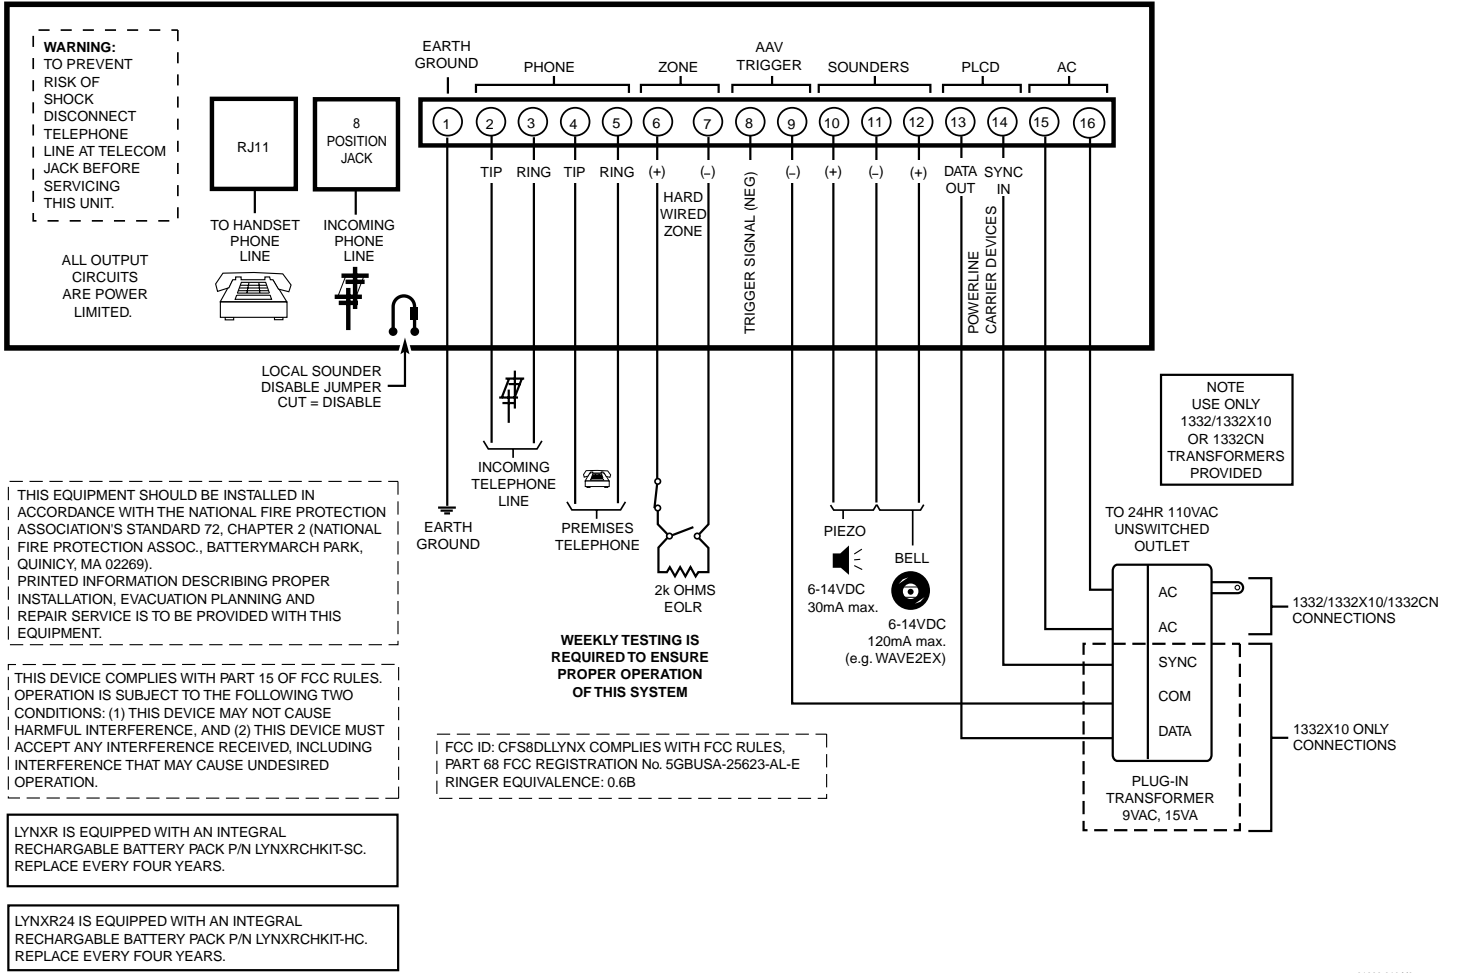 WARNING:
TO PREVENT
RISK OF
SHOCK
DISCONNECT
TELEPHONE
LINE AT TELECOM
JACK BEFORE
SERVICING
THIS UNIT.
ALL OUTPUT
CIRCUITS
ARE POWER
LIMITED.
RJ11
TO HANDSET
PHONE
LINE
8
POSITION
JACK
INCOMING
PHONE
LINE
EARTH
GROUND
PHONE
ZONE
AAV
TRIGGER
SOUNDERS
PLCD
AC
1 2 3 4 5 6 7 8 9 10 11 12 13 14 15 16
TIP RING TIP RING (+) (–) (–) (+) (–) (+)
HARD
WIRED
ZONE
TRIGGER SIGNAL (NEG)
DATA
OUT
SYNC
IN
POWERLINE
CARRIER DEVICES
LOCAL SOUNDER
DISABLE JUMPER
CUT = DISABLE
EARTH
GROUND
INCOMING
TELEPHONE
LINE
PREMISES
TELEPHONE
2k OHMS
EOLR
PIEZO
6-14VDC
30mA max.
BELL
6-14VDC
120mA max.
(e.g. WAVE2EX)
NOTE
USE ONLY
1332/1332X10
OR 1332CN
TRANSFORMERS
PROVIDED
TO 24HR 110VAC
UNSWITCHED
OUTLET
AC
AC
SYNC
COM
DATA
1332/1332X10/1332CN
CONNECTIONS
1332X10 ONLY
CONNECTIONS
PLUG-IN
TRANSFORMER
9VAC, 15VA
WEEKLY TESTING IS
REQUIRED TO ENSURE
PROPER OPERATION
OF THIS SYSTEM
THIS EQUIPMENT SHOULD BE INSTALLED IN
ACCORDANCE WITH THE NATIONAL FIRE PROTECTION
ASSOCIATION'S STANDARD 72, CHAPTER 2 (NATIONAL
FIRE PROTECTION ASSOC., BATTERYMARCH PARK,
QUINICY, MA 02269).
PRINTED INFORMATION DESCRIBING PROPER
INSTALLATION, EVACUATION PLANNING AND
REPAIR SERVICE IS TO BE PROVIDED WITH THIS
EQUIPMENT.
THIS DEVICE COMPLIES WITH PART 15 OF FCC RULES.
OPERATION IS SUBJECT TO THE FOLLOWING TWO
CONDITIONS: (1) THIS DEVICE MAY NOT CAUSE
HARMFUL INTERFERENCE, AND (2) THIS DEVICE MUST
ACCEPT ANY INTERFERENCE RECEIVED, INCLUDING
INTERFERENCE THAT MAY CAUSE UNDESIRED
OPERATION.
FCC ID: CFS8DLLYNX COMPLIES WITH FCC RULES,
PART 68 FCC REGISTRATION No. 5GBUSA-25623-AL-E
RINGER EQUIVALENCE: 0.6B
LYNXR IS EQUIPPED WITH AN INTEGRAL
RECHARGABLE BATTERY PACK P/N LYNXRCHKIT-SC.
REPLACE EVERY FOUR YEARS.
LYNXR24 IS EQUIPPED WITH AN INTEGRAL
RECHARGABLE BATTERY PACK P/N LYNXRCHKIT-HC.
REPLACE EVERY FOUR YEARS.